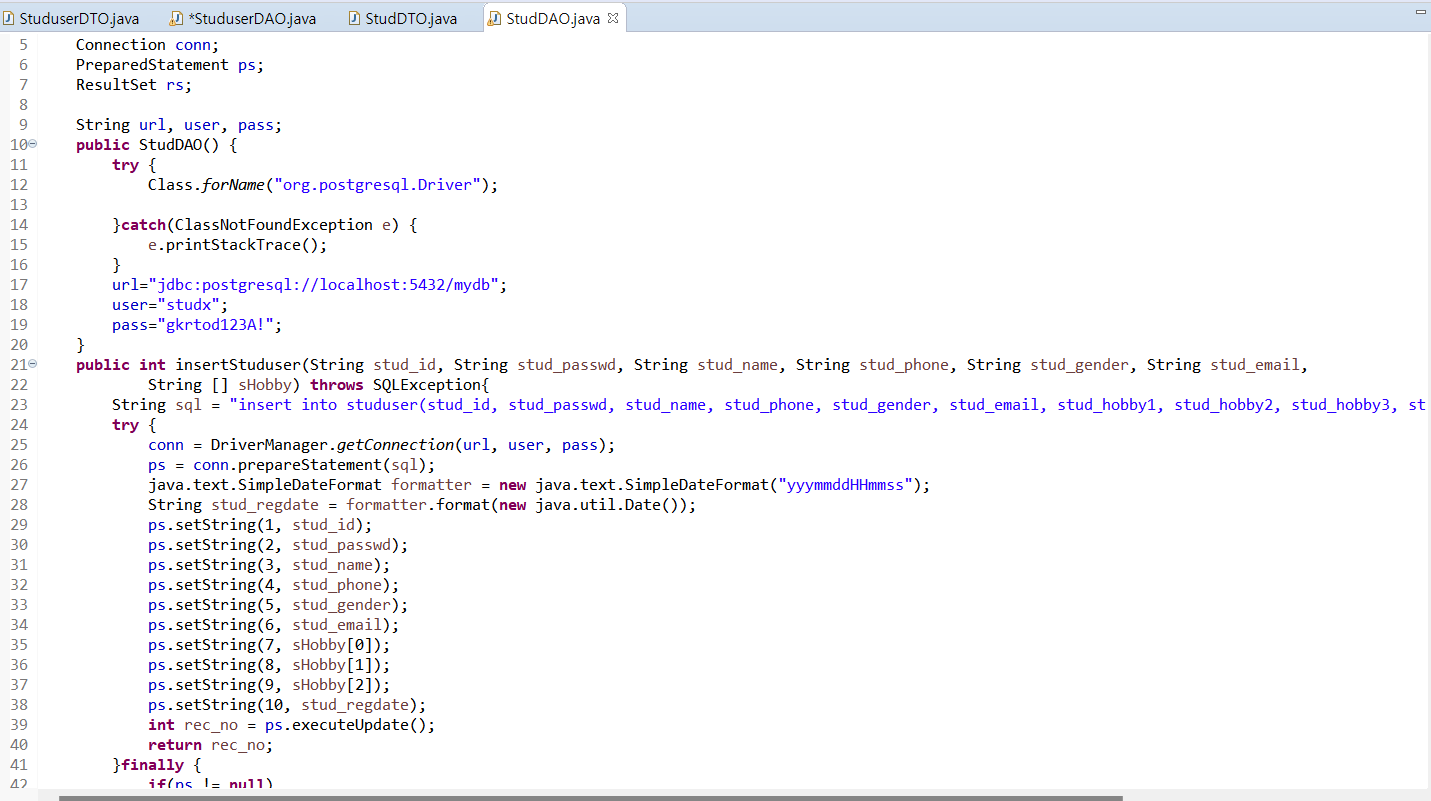 StuduserDTO.java *StuduserDAO.java StudDTO.java StudDAO.java
5 Connection conn;
6 PreparedStatement ps;
7 ResultSet rs;
8
9 String url, user, pass;
10 public StudDAO() {
11 try {
12 Class.forName("org.postgresql.Driver");
13
14 }catch(ClassNotFoundException e) {
15 e.printStackTrace();
16 }
17 url="jdbc:postgresql://localhost:5432/mydb";
18 user="studx";
19 pass="gkrtod123A!";
20 }
21 public int insertStuduser(String stud_id, String stud_passwd, String stud_name, String stud_phone, String stud_gender, String stud_email,
22 String [] sHobby) throws SQLException{
23 String sql = "insert into studuser(stud_id, stud_passwd, stud_name, stud_phone, stud_gender, stud_email, stud_hobby1, stud_hobby2, stud_hobby3, st
24 try {
25 conn = DriverManager.getConnection(url, user, pass);
26 ps = conn.prepareStatement(sql);
27 java.text.SimpleDateFormat formatter = new java.text.SimpleDateFormat("yyymmddHHmmss");
28 String stud_regdate = formatter.format(new java.util.Date());
29 ps.setString(1, stud_id);
30 ps.setString(2, stud_passwd);
31 ps.setString(3, stud_name);
32 ps.setString(4, stud_phone);
33 ps.setString(5, stud_gender);
34 ps.setString(6, stud_email);
35 ps.setString(7, sHobby[0]);
36 ps.setString(8, sHobby[1]);
37 ps.setString(9, sHobby[2]);
38 ps.setString(10, stud_regdate);
39 int rec_no = ps.executeUpdate();
40 return rec_no;
41 }finally {
42 if(ps != null)